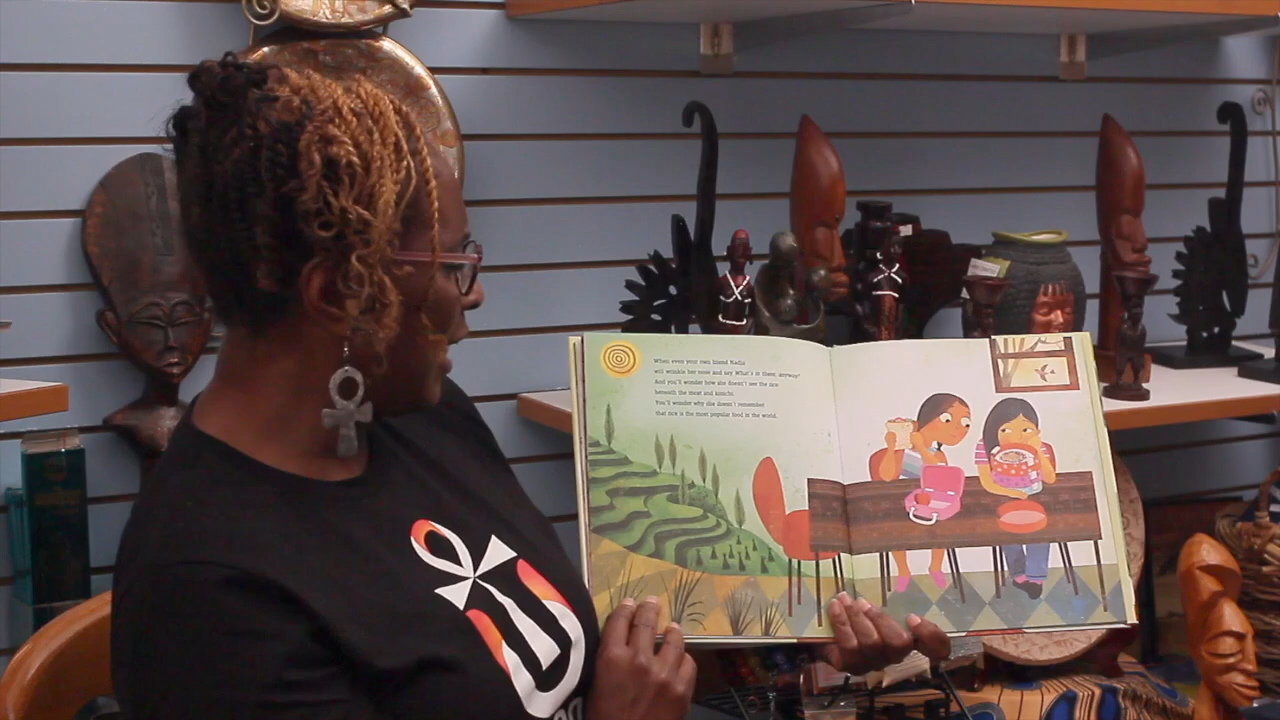 When even your own friend Nadja
will wrinkle her nose and say What's in there, anyway?
And you'll wonder how she doesn't see the rice
beneath the meat and kimchi.
You'll wonder why she doesn't remember
that rice is the most popular food in the world.